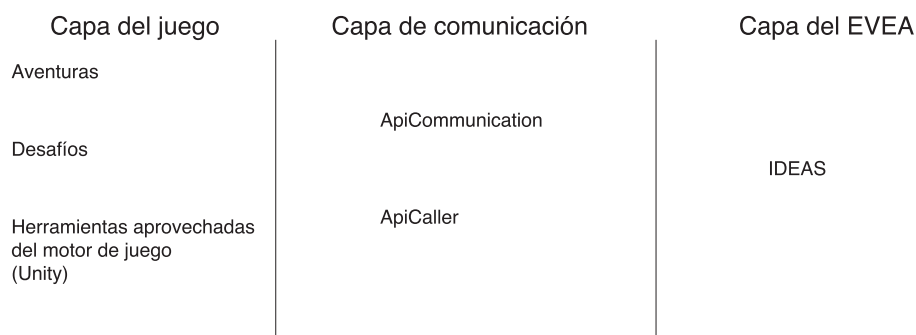 Capa del juego
Aventuras
Desafíos
Herramientas aprovechadas
del motor de juego
(Unity)
Capa de comunicación
ApiCommunication
ApiCaller
Capa del EVEA
IDEAS